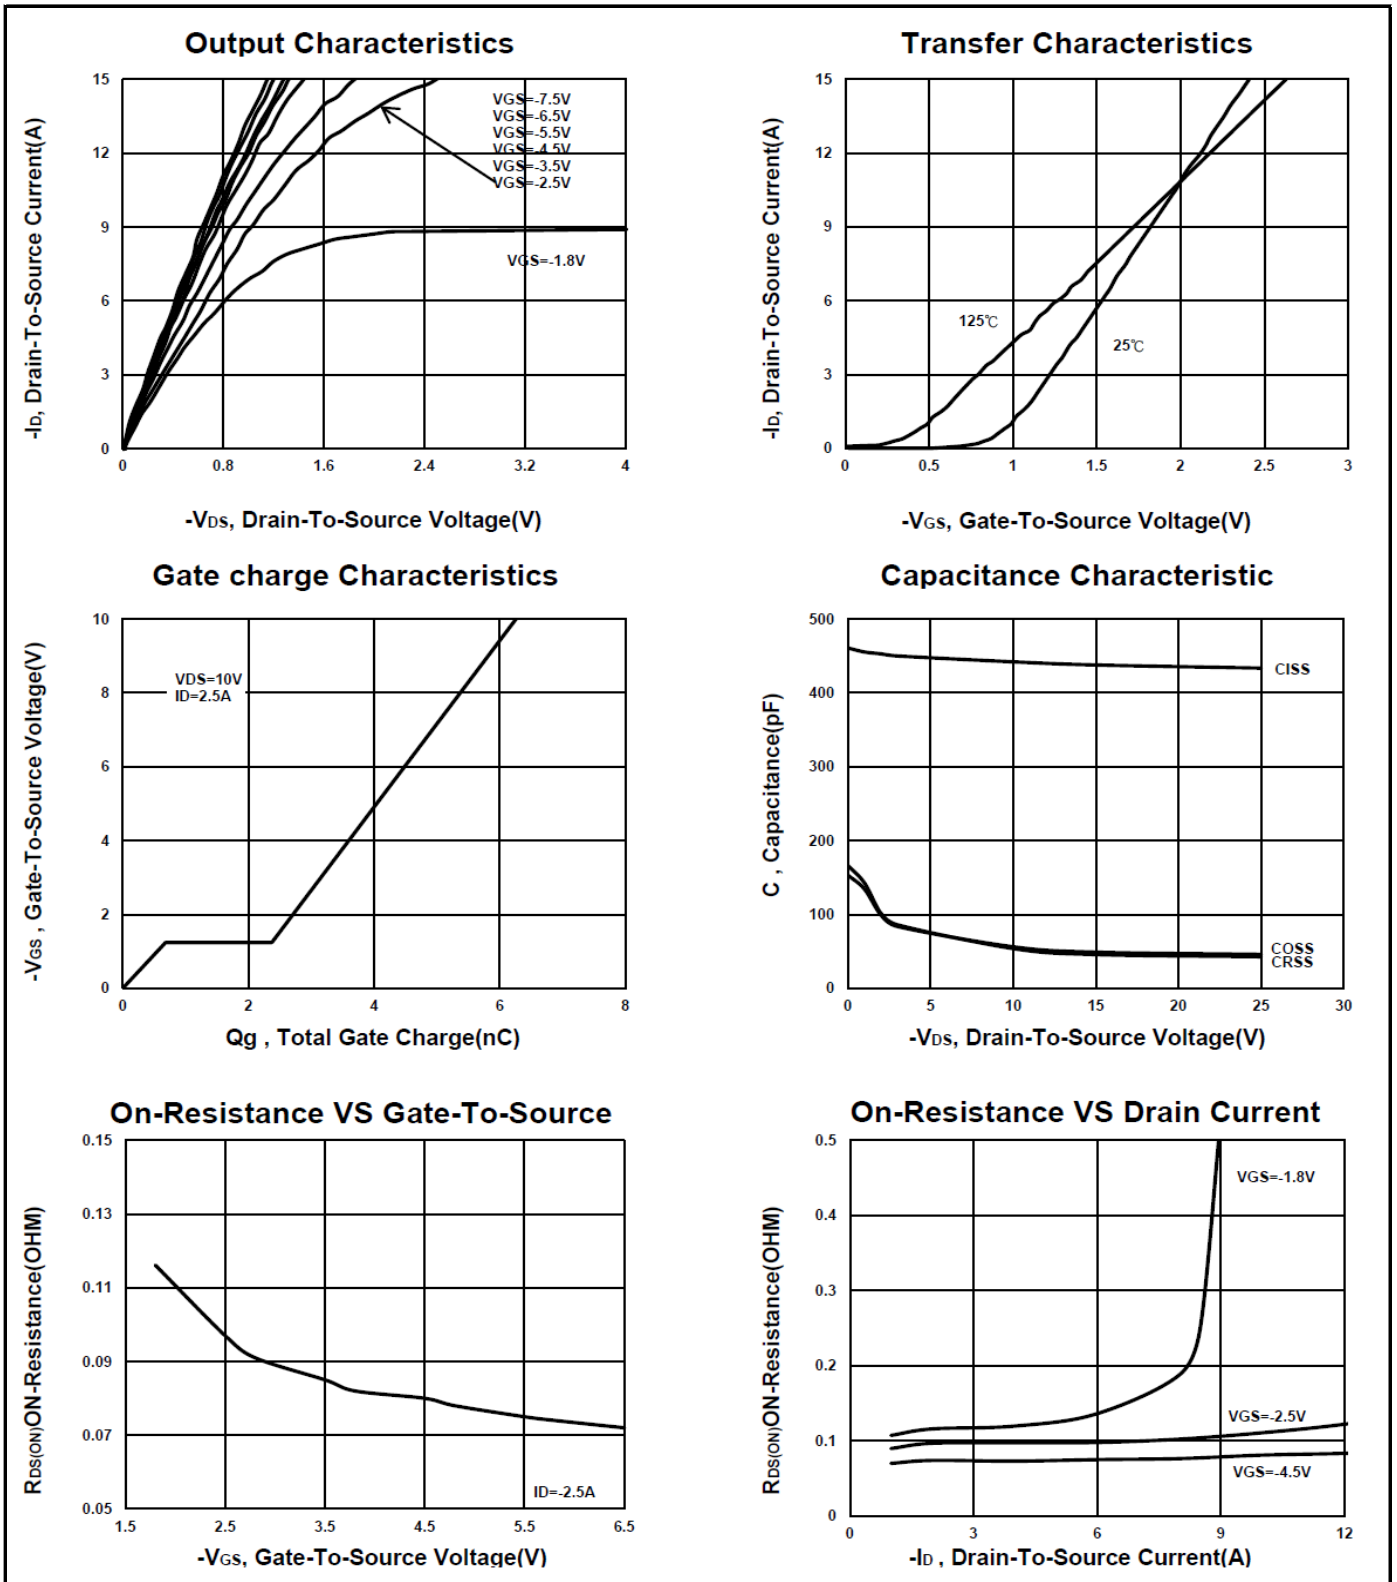 Output Characteristics
-ID, Drain-To-Source Current(A)
15
12
9
6
3
0
VGS=-7.5V
VGS=-6.5V
VGS=-5.5V
VGS=-4.5V
VGS=-3.5V
VGS=-2.5V
VGS=-1.8V
0 0.8 1.6 2.4 3.2 4
-VDS, Drain-To-Source Voltage(V)
Transfer Characteristics
-ID, Drain-To-Source Current(A)
15
12
9
6
3
0
125℃
25℃
0 0.5 1 1.5 2 2.5 3
-VGS, Gate-To-Source Voltage(V)
Gate charge Characteristics
-VGS , Gate-To-Source Voltage(V)
10
8
6
4
2
0
VDS=10V
ID=2.5A
0 2 4 6 8
Qg , Total Gate Charge(nC)
Capacitance Characteristic
C , Capacitance(pF)
500
400
300
200
100
0
CISS
COSS
CRSS
0 5 10 15 20 25 30
-VDS, Drain-To-Source Voltage(V)
On-Resistance VS Gate-To-Source
RDS(ON)ON-Resistance(OHM)
0.15
0.13
0.11
0.09
0.07
0.05
ID=-2.5A
1.5 2.5 3.5 4.5 5.5 6.5
-VGS, Gate-To-Source Voltage(V)
On-Resistance VS Drain Current
RDS(ON)ON-Resistance(OHM)
0.5
0.4
0.3
0.2
0.1
0
VGS=-1.8V
VGS=-2.5V
VGS=-4.5V
0 3 6 9 12
-ID , Drain-To-Source Current(A)